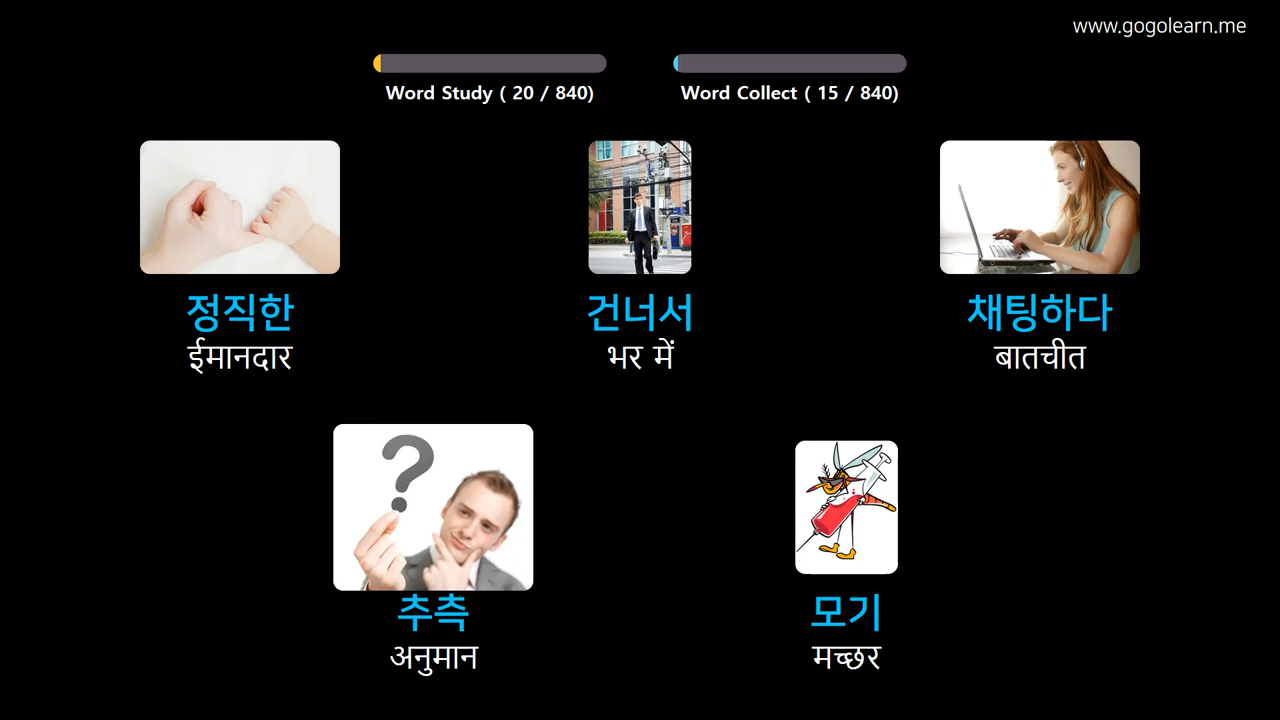 www.gogolearn.me
Word Study ( 20 / 840)
Word Collect ( 15 / 840)
정직한
ईमानदार
건너서
भर में
채팅하다
बातचीत
추측
अनुमान
모기
मच्छर